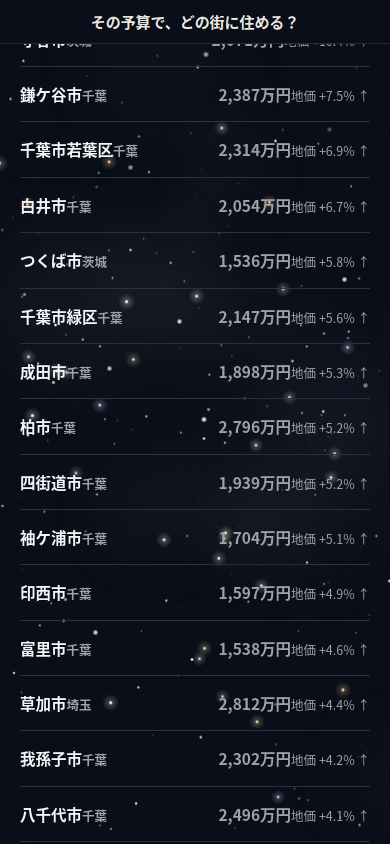 その予算で、どの街に住める？
鎌ケ谷市千葉 2,387万円地価 +7.5% ↑
千葉市若葉区千葉 2,314万円地価 +6.9% ↑
白井市千葉 2,054万円地価 +6.7% ↑
つくば市茨城 1,536万円地価 +5.8% ↑
千葉市緑区千葉 2,147万円地価 +5.6% ↑
成田市千葉 1,898万円地価 +5.3% ↑
柏市千葉 2,796万円地価 +5.2% ↑
四街道市千葉 1,939万円地価 +5.2% ↑
袖ケ浦市千葉 1,704万円地価 +5.1% ↑
印西市千葉 1,597万円地価 +4.9% ↑
富里市千葉 1,538万円地価 +4.6% ↑
草加市埼玉 2,812万円地価 +4.4% ↑
我孫子市千葉 2,302万円地価 +4.2% ↑
八千代市千葉 2,496万円地価 +4.1% ↑